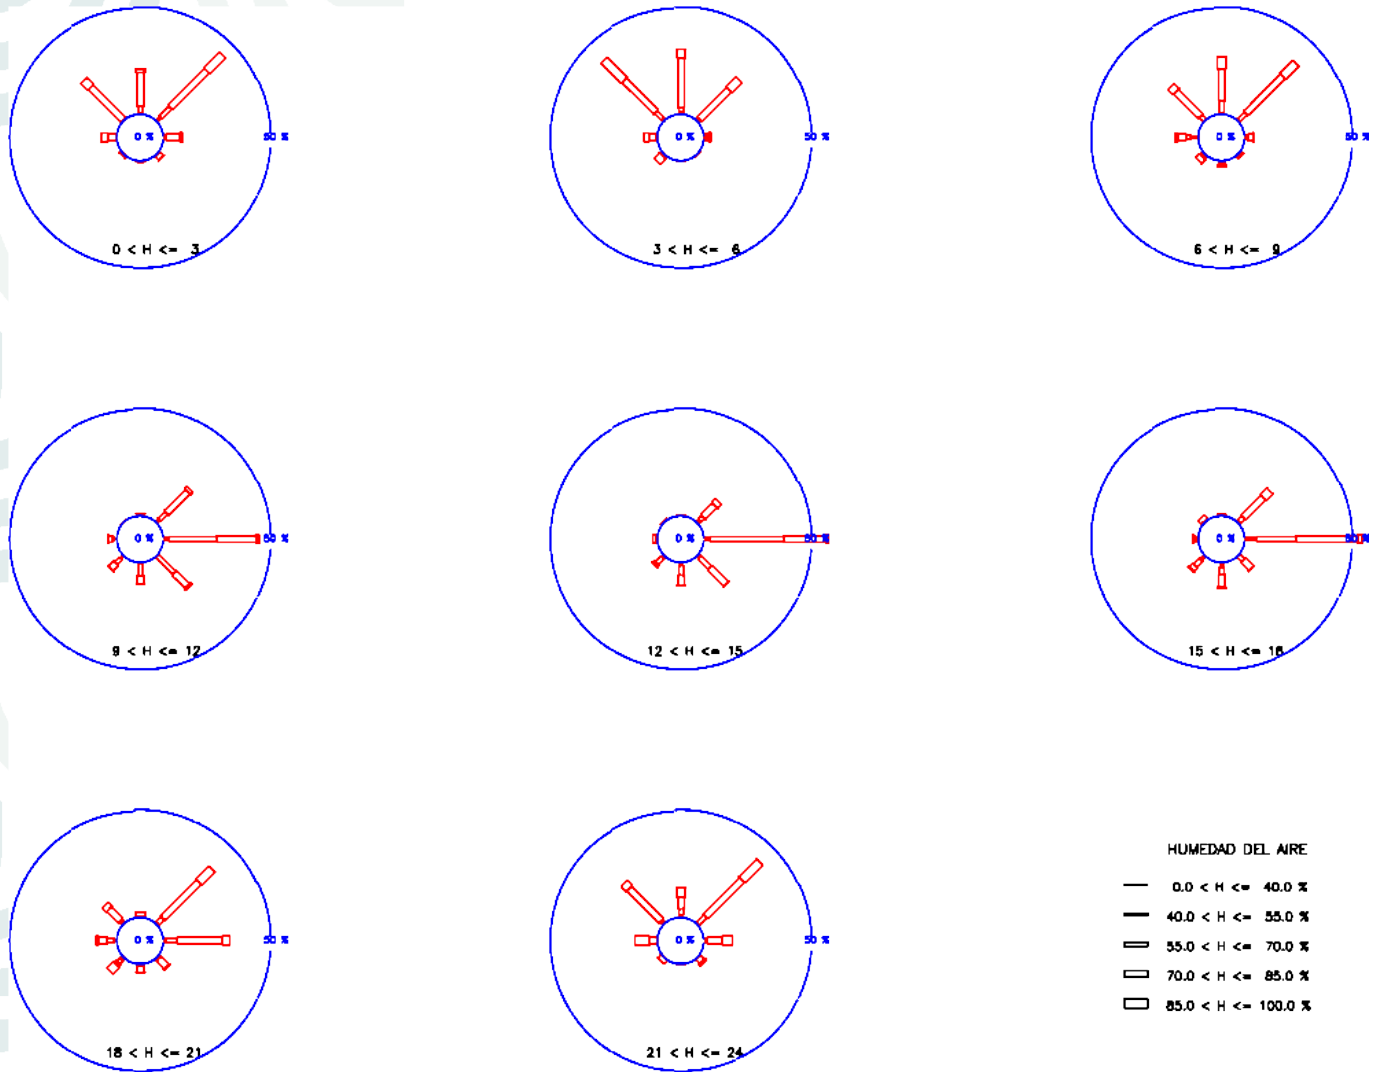 0 %
50 %
0 < H <= 3
0 %
50 %
3 < H <= 6
0 %
50 %
6 < H <= 9
0 %
50 %
9 < H <= 12
0 %
50 %
12 < H <= 15
0 %
50 %
15 < H <= 18
0 %
50 %
18 < H <= 21
0 %
50 %
21 < H <= 24
HUMEDAD DEL AIRE
0.0 < H <= 40.0 %
40.0 < H <= 55.0 %
55.0 < H <= 70.0 %
70.0 < H <= 85.0 %
85.0 < H <= 100.0 %